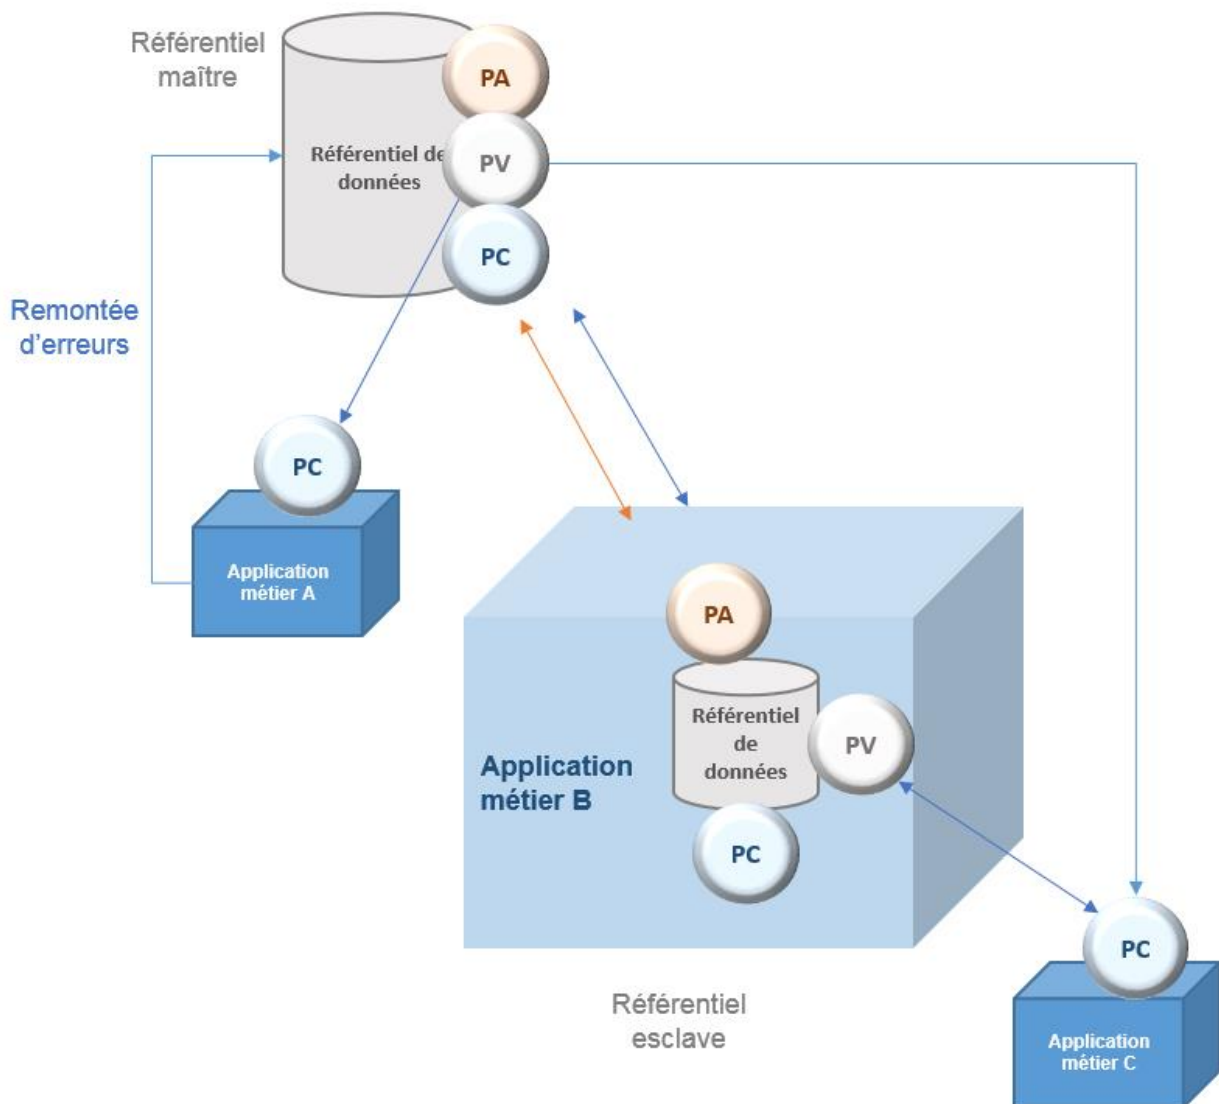 Référentiel
maître
PA
Référentiel de
données
PV
PC
Remontée
d'erreurs
PC
Application
métier A
PA
Référentiel
de
données
PV
Application
métier B
PC
PC
Référentiel
esclave
Application
métier C